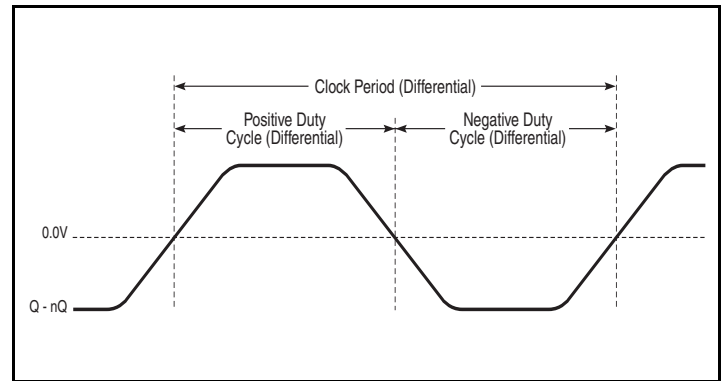 Clock Period (Differential)
Positive Duty
Cycle (Differential)
Negative Duty
Cycle (Differential)
0.0V
Q - nQ